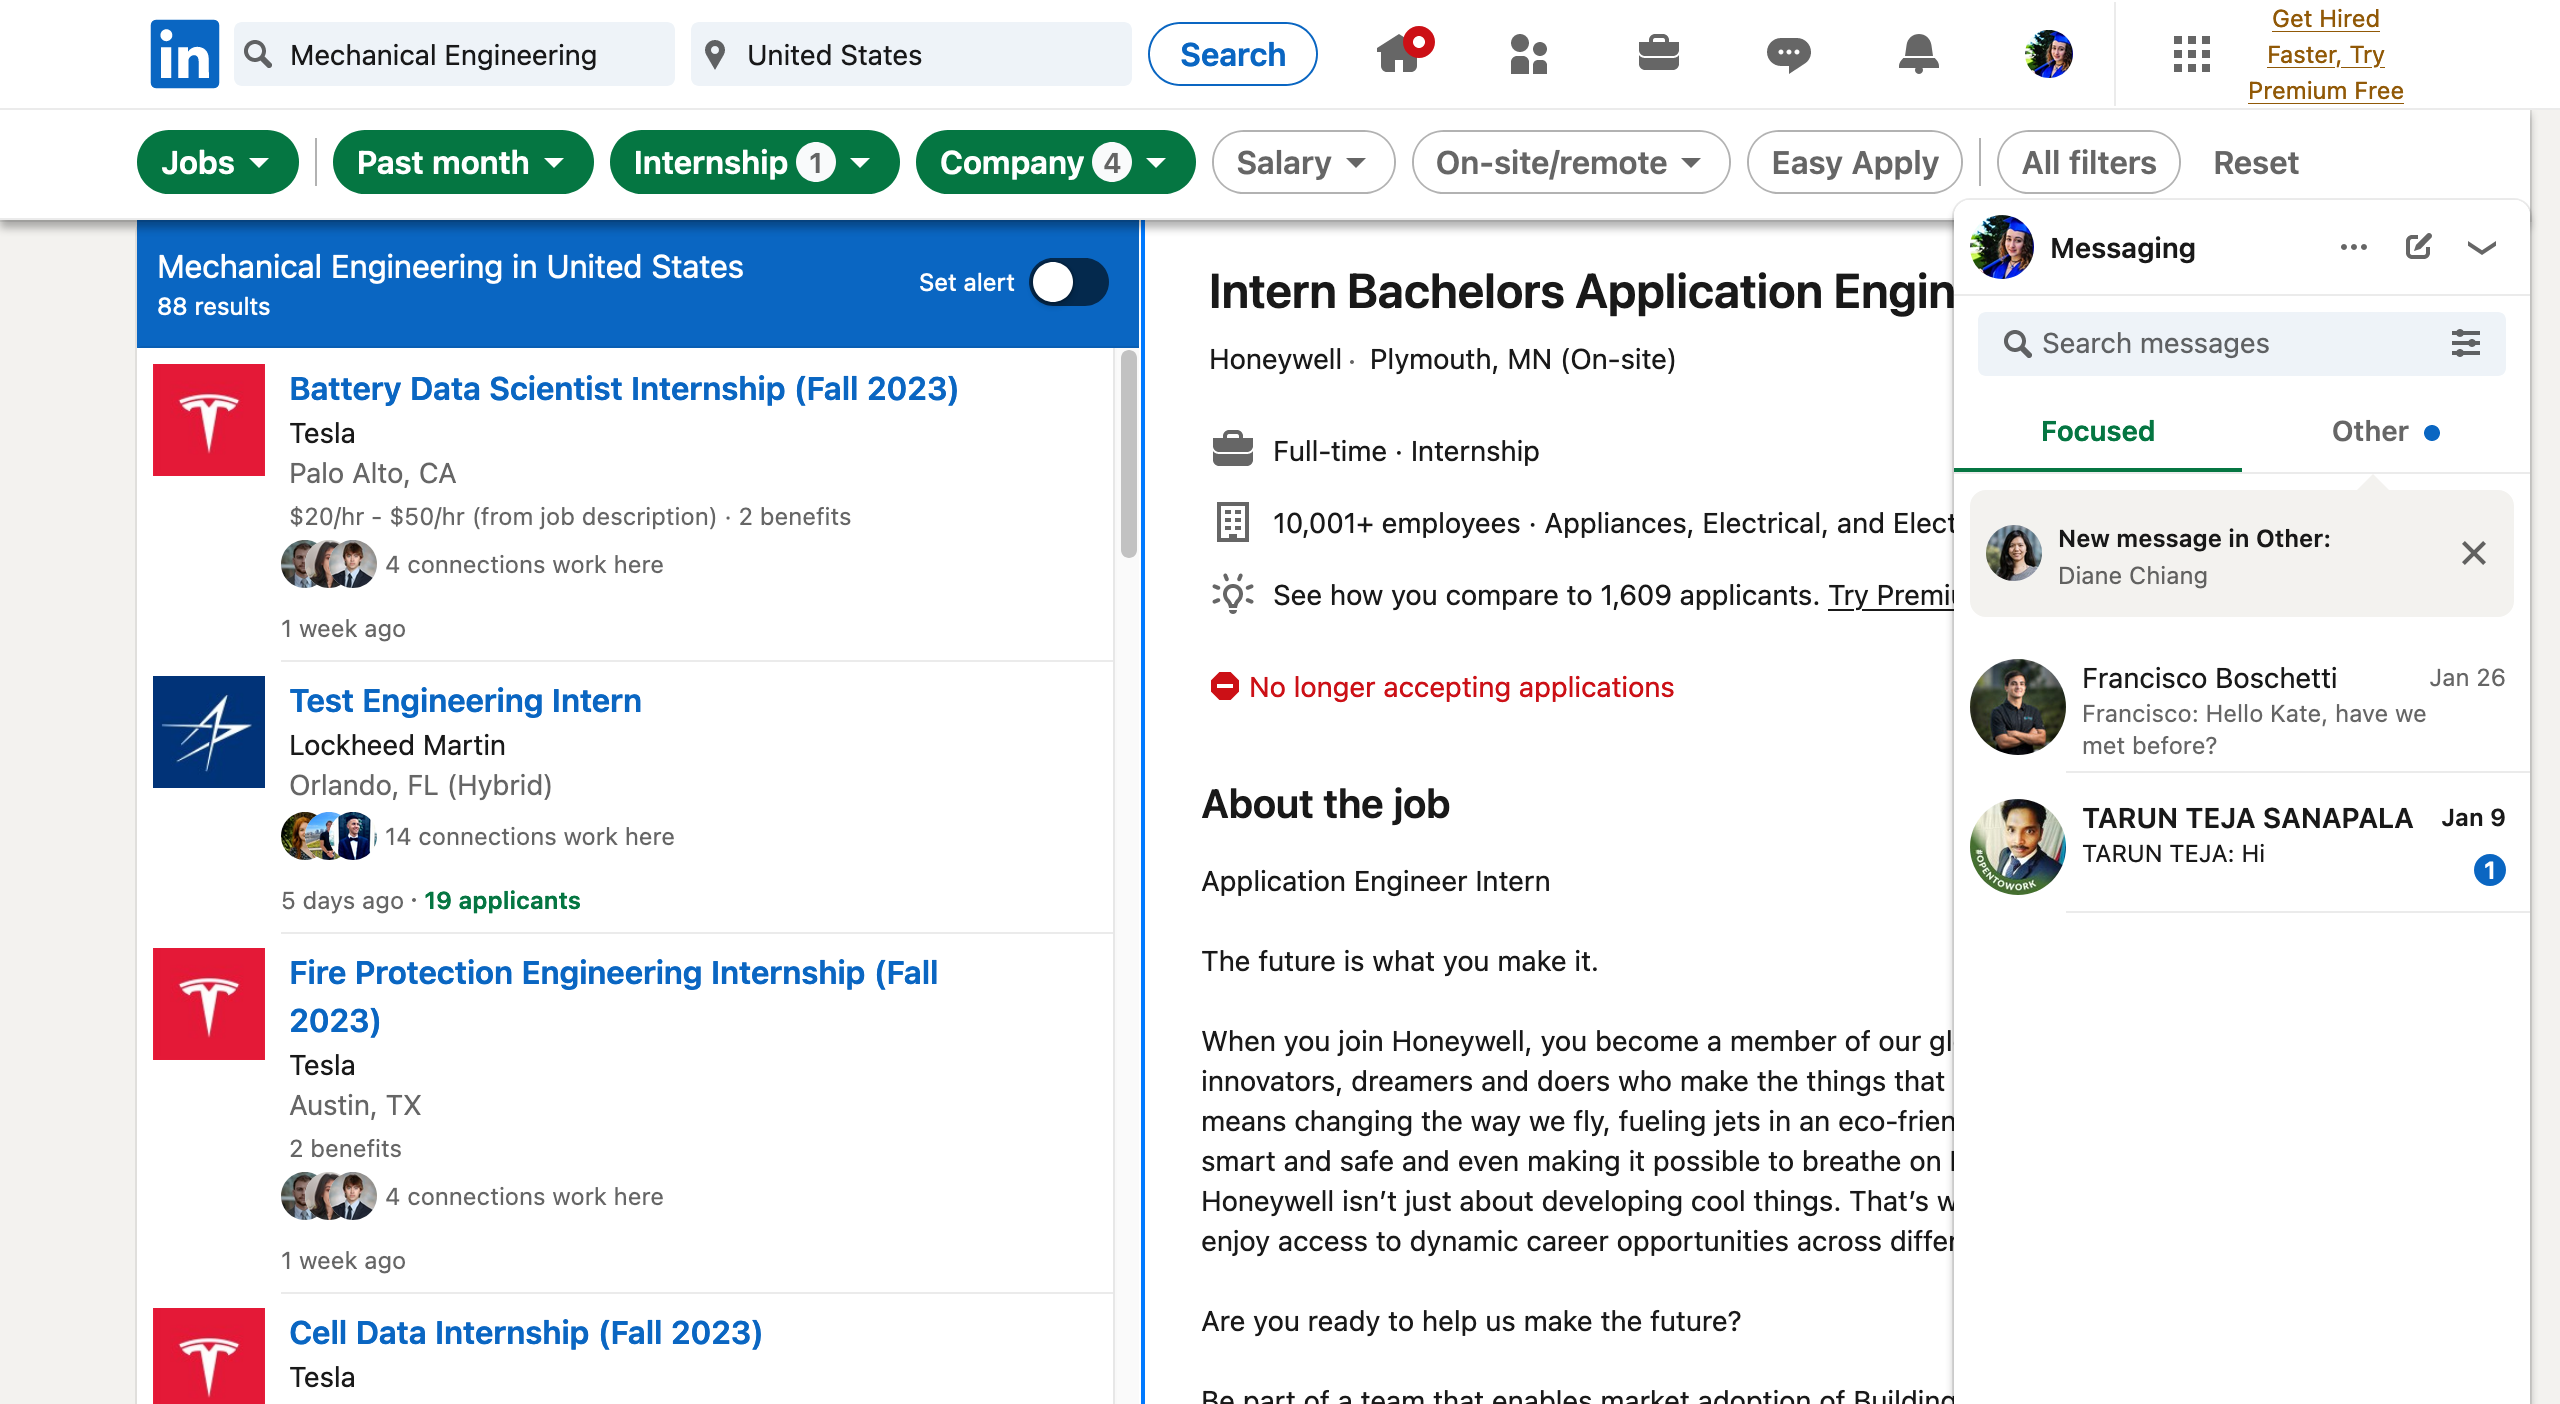 in
Mechanical Engineering
United States
Search
Get Hired
Faster, Try
Premium Free
Jobs
Past month
Internship 1
Company 4
Salary
On-site/remote
Easy Apply
All filters
Reset
Mechanical Engineering in United States
88 results
Set alert
Battery Data Scientist Internship (Fall 2023)
Tesla
Palo Alto, CA
$20/hr - $50/hr (from job description) · 2 benefits
4 connections work here
1 week ago
Test Engineering Intern
Lockheed Martin
Orlando, FL (Hybrid)
14 connections work here
5 days ago · 19 applicants
Fire Protection Engineering Internship (Fall
2023)
Tesla
Austin, TX
2 benefits
4 connections work here
1 week ago
Cell Data Internship (Fall 2023)
Tesla
Intern Bachelors Application Engin
Honeywell · Plymouth, MN (On-site)
Full-time · Internship
10,001+ employees · Appliances, Electrical, and Elect
See how you compare to 1,609 applicants. Try Premi
No longer accepting applications
About the job
Application Engineer Intern
The future is what you make it.
When you join Honeywell, you become a member of our gl
innovators, dreamers and doers who make the things that
means changing the way we fly, fueling jets in an eco-frien
smart and safe and even making it possible to breathe on
Honeywell isn’t just about developing cool things. That’s w
enjoy access to dynamic career opportunities across differ
Are you ready to help us make the future?
Be part of a team that enables market adoption of Building
Messaging
Search messages
Focused
Other
New message in Other:
Diane Chiang
Francisco Boschetti
Jan 26
Francisco: Hello Kate, have we
met before?
TARUN TEJA SANAPALA
Jan 9
TARUN TEJA: Hi
1
#OPENTOWORK